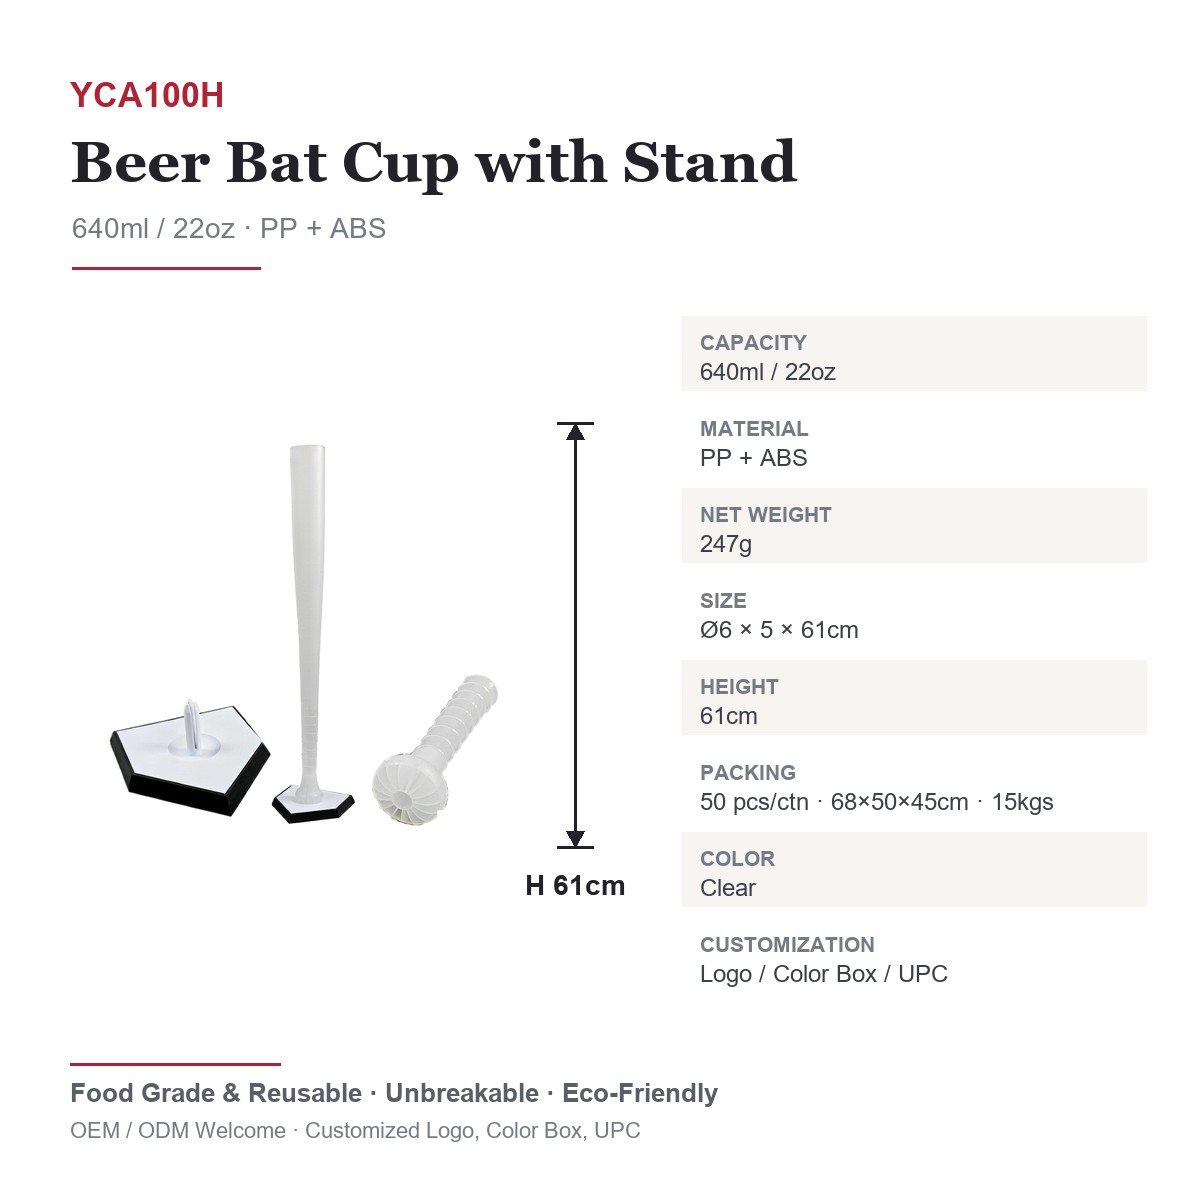 YCA100H
Beer Bat Cup with Stand
640ml / 22oz · PP + ABS
CAPACITY
640ml / 22oz
MATERIAL
PP + ABS
NET WEIGHT
247g
SIZE
Ø6 × 5 × 61cm
HEIGHT
61cm
PACKING
50 pcs/ctn · 68×50×45cm · 15kgs
COLOR
Clear
CUSTOMIZATION
Logo / Color Box / UPC
H 61cm
Food Grade & Reusable · Unbreakable · Eco-Friendly
OEM / ODM Welcome · Customized Logo, Color Box, UPC